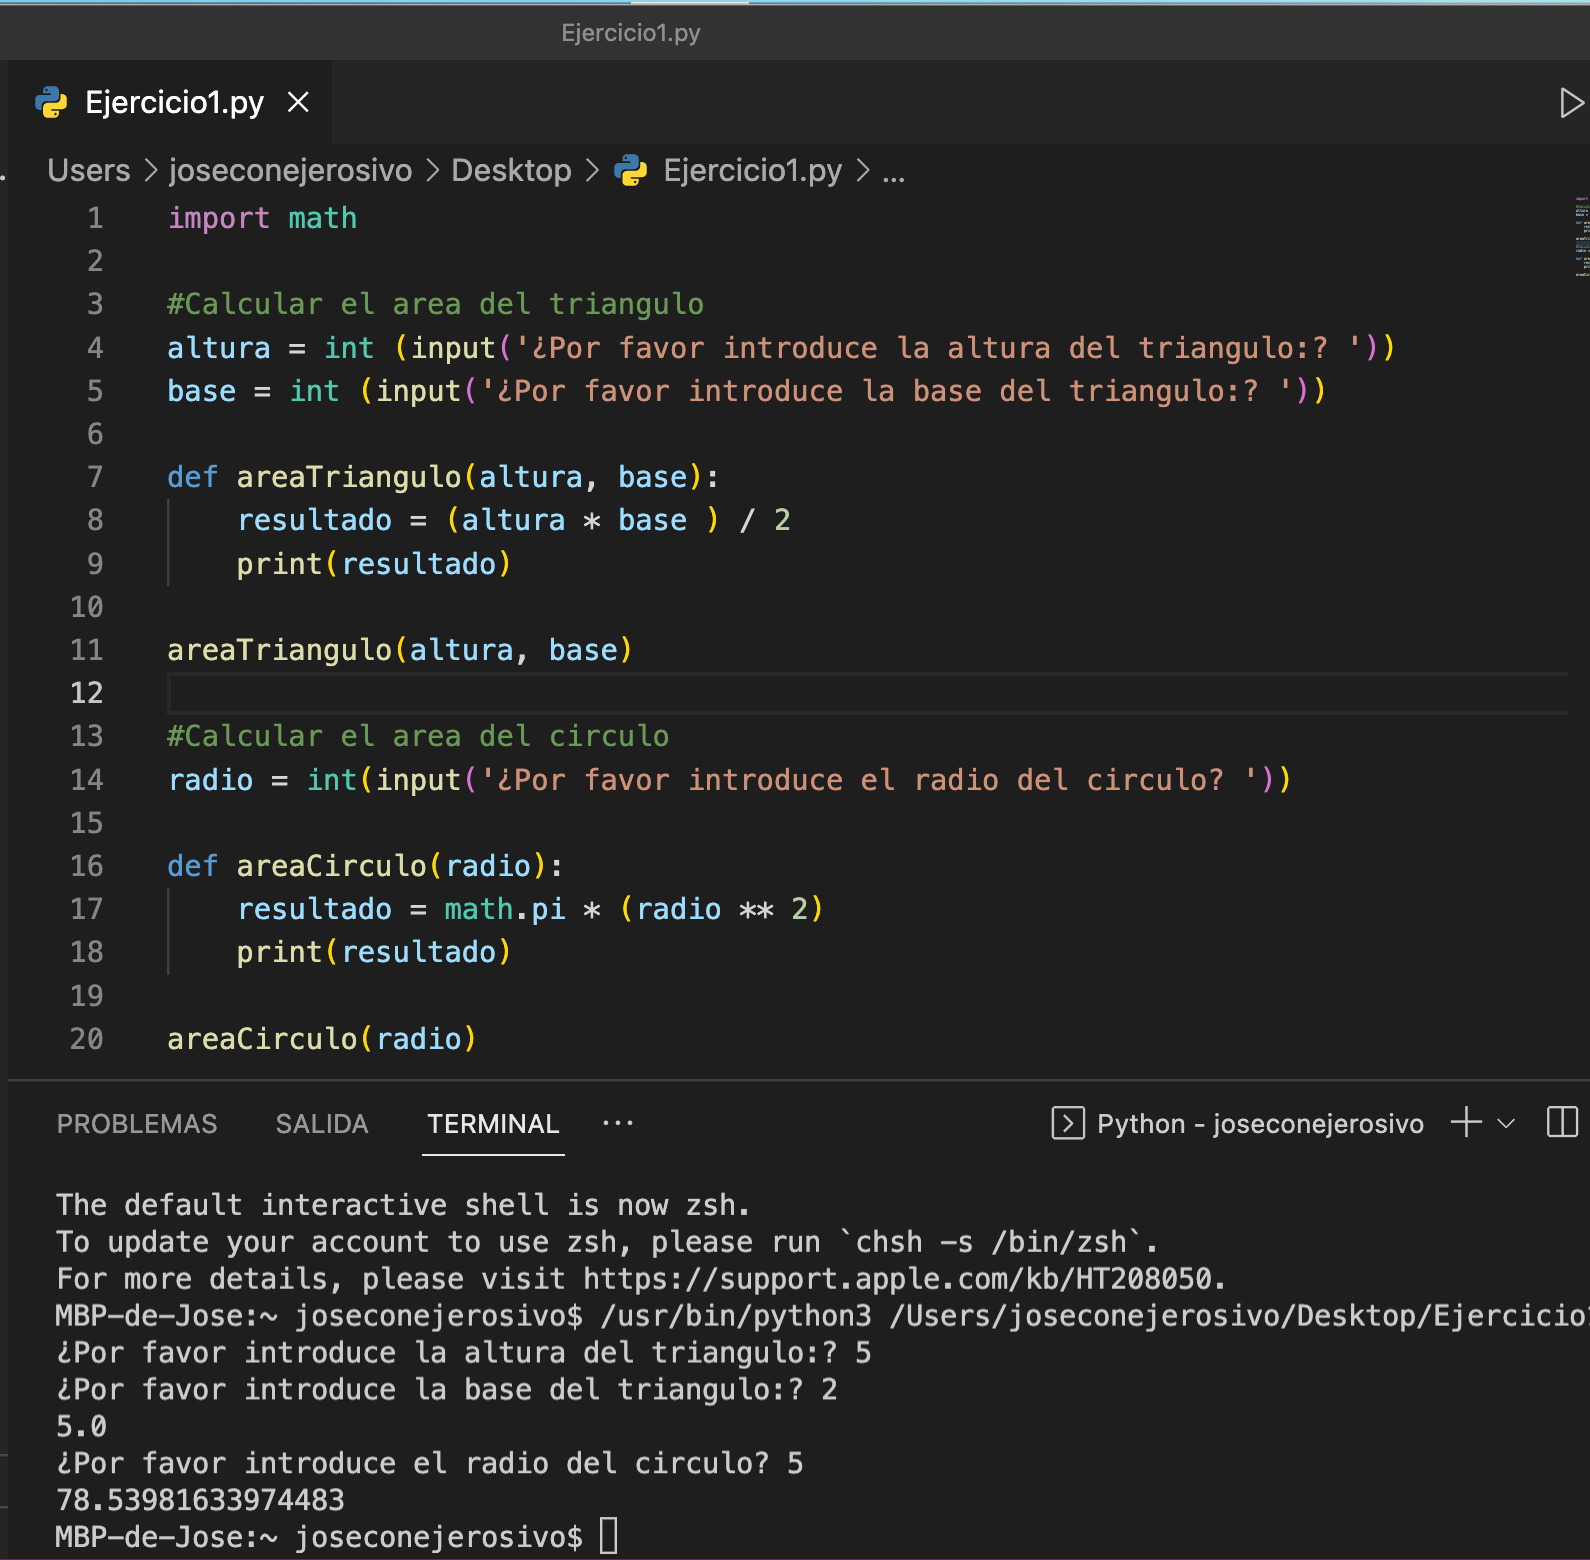 Ejercicio1.py
Ejercicio1.py
Users > joseconejerosivo > Desktop > Ejercicio1.py > ...
1 import math
2
3 #Calcular el area del triangulo
4 altura = int (input('¿Por favor introduce la altura del triangulo:? '))
5 base = int (input('¿Por favor introduce la base del triangulo:? '))
6
7 def areaTriangulo(altura, base):
8     resultado = (altura * base ) / 2
9     print(resultado)
10
11 areaTriangulo(altura, base)
12
13 #Calcular el area del circulo
14 radio = int(input('¿Por favor introduce el radio del circulo? '))
15
16 def areaCirculo(radio):
17     resultado = math.pi * (radio ** 2)
18     print(resultado)
19
20 areaCirculo(radio)
PROBLEMAS SALIDA TERMINAL ... Python - joseconejerosivo
The default interactive shell is now zsh.
To update your account to use zsh, please run `chsh -s /bin/zsh`.
For more details, please visit https://support.apple.com/kb/HT208050.
MBP-de-Jose:~ joseconejerosivo$ /usr/bin/python3 /Users/joseconejerosivo/Desktop/Ejercicio1
¿Por favor introduce la altura del triangulo:? 5
¿Por favor introduce la base del triangulo:? 2
5.0
¿Por favor introduce el radio del circulo? 5
78.53981633974483
MBP-de-Jose:~ joseconejerosivo$